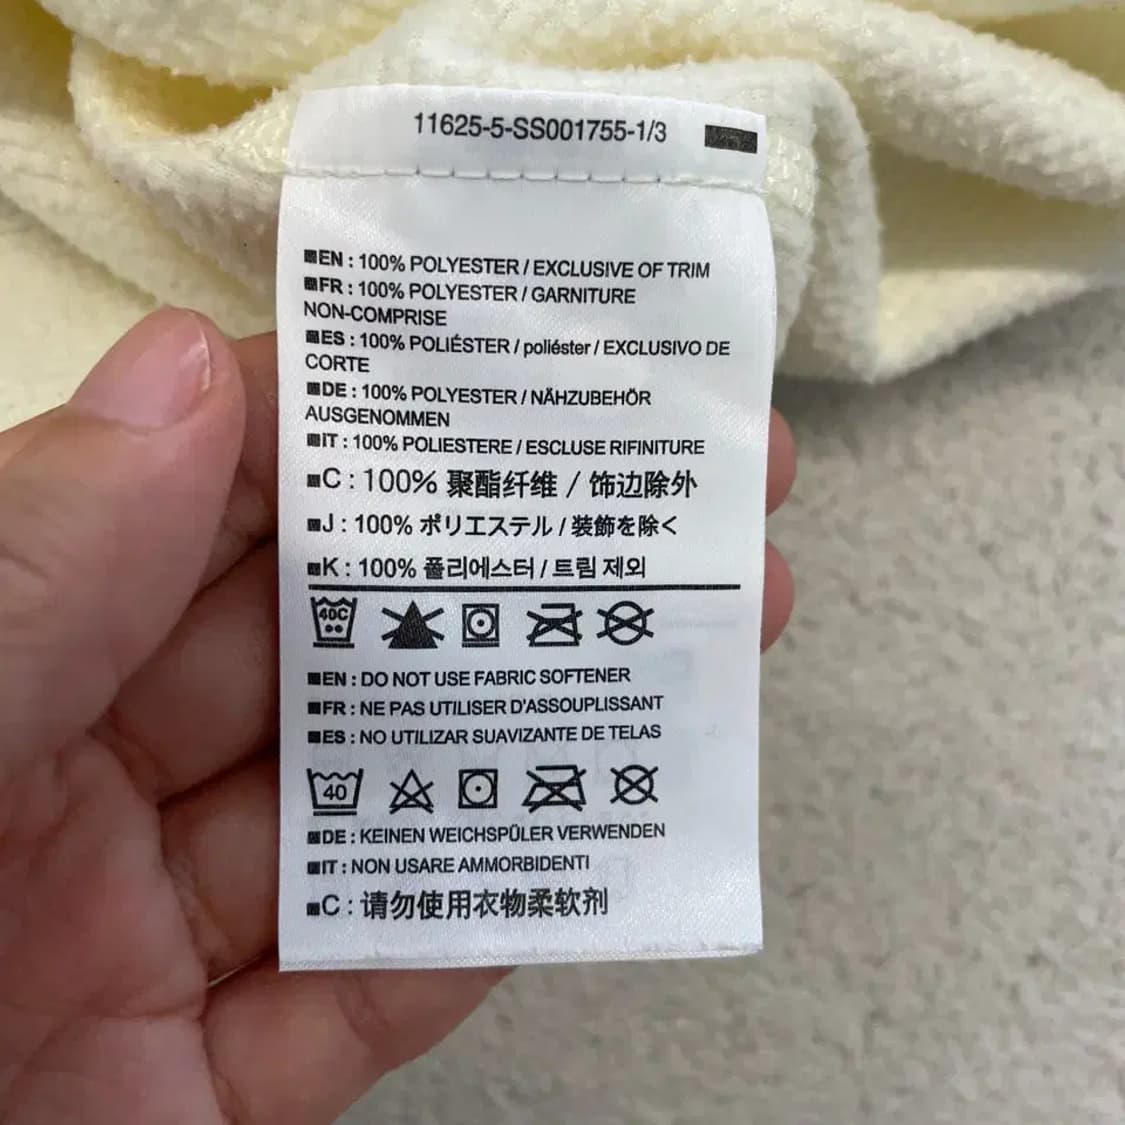 11625-5-SS001755-1/3
EN : 100% POLYESTER / EXCLUSIVE OF TRIM
FR : 100% POLYESTER / GARNITURE
NON-COMPRISE
ES : 100% POLIÉSTER / poliéster / EXCLUSIVO DE
CORTE
DE : 100% POLYESTER / NÄHZUBEHÖR
AUSGENOMMEN
IT : 100% POLIESTERE / ESCLUSE RIFINITURE
C : 100% 聚酯纤维 / 饰边除外
J : 100% ポリエステル / 装飾を除く
K : 100% 폴리에스터 / 트림 제외
40C
EN : DO NOT USE FABRIC SOFTENER
FR : NE PAS UTILISER D'ASSOUPLISSANT
ES : NO UTILIZAR SUAVIZANTE DE TELAS
40
DE : KEINEN WEICHSPÜLER VERWENDEN
IT : NON USARE AMMORBIDENTI
C : 请勿使用衣物柔软剂